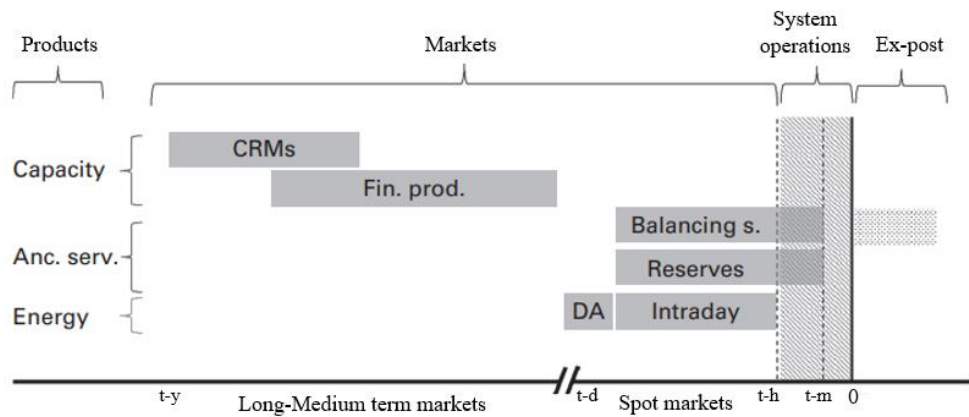 Products
Markets
System
operations
Ex-post
Capacity
CRMs
Fin. prod.
Anc. serv.
Balancing s.
Reserves
Energy
DA
Intraday
t-y
Long-Medium term markets
t-d
Spot markets
t-h
t-m
0